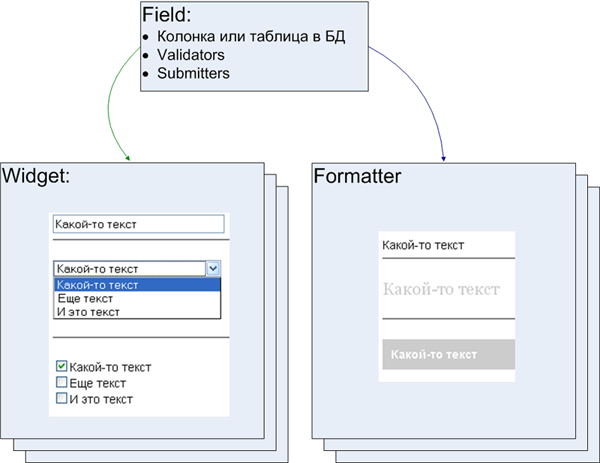 Field:
• Колонка или таблица в БД
• Validators
• Submitters
Widget:
Какой-то текст
Какой-то текст
Какой-то текст
Еще текст
И это текст
Какой-то текст
Еще текст
И это текст
Formatter
Какой-то текст
Какой-то текст
Какой-то текст